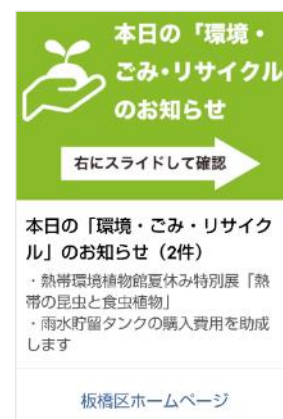 本日の「環境・
ごみ・リサイクル
のお知らせ
右にスライドして確認
本日の「環境・ごみ・リサイク
ル」のお知らせ（2件）
・熱帯環境植物館夏休み特別展「熱
帯の昆虫と食虫植物」
・雨水貯留タンクの購入費用を助成
します
板橋区ホームページ